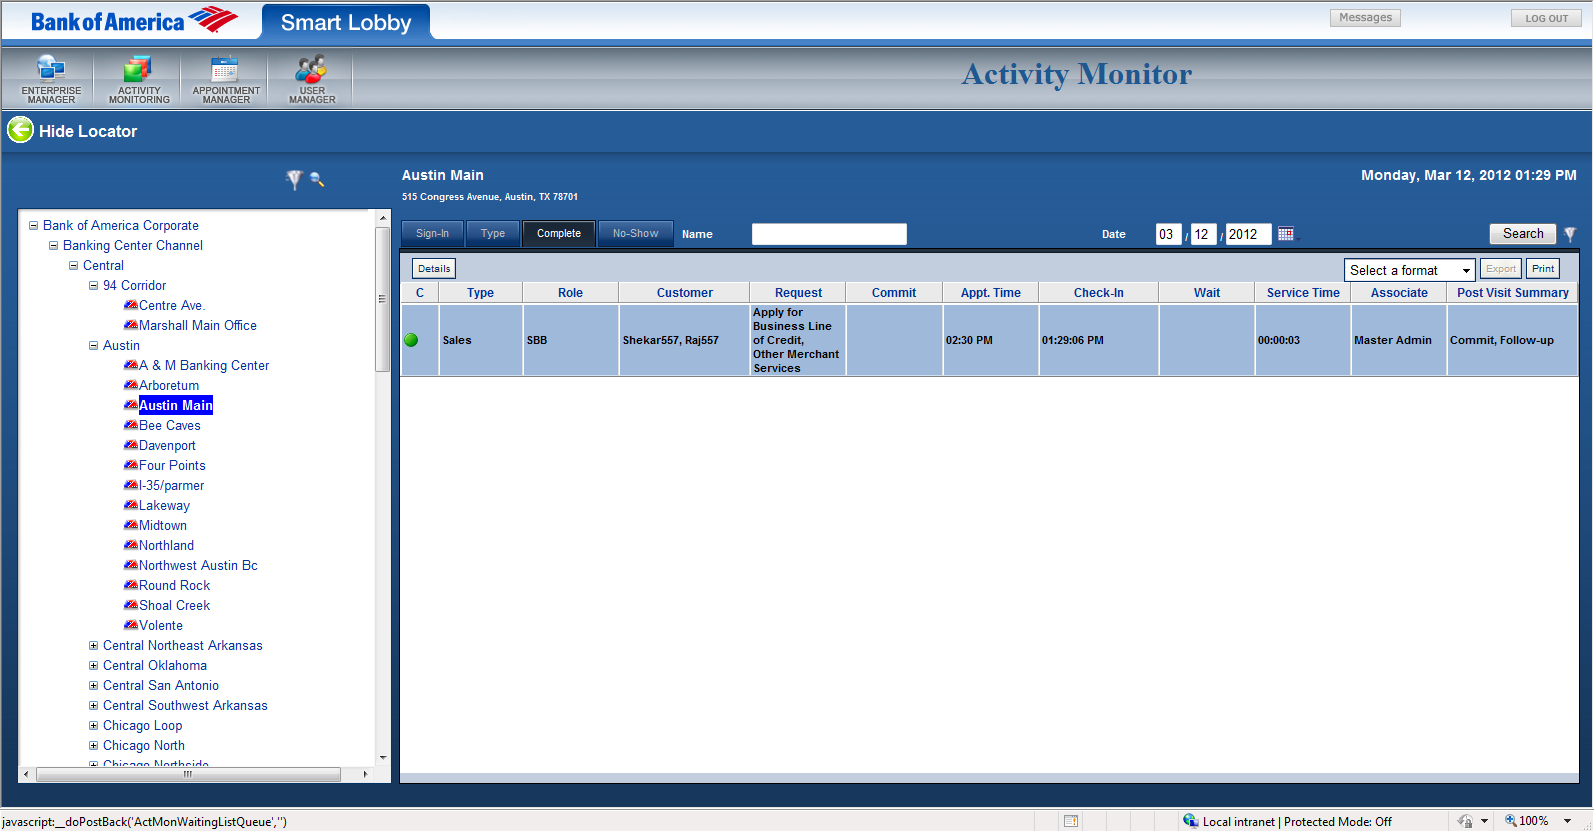 Bank of America Smart Lobby Messages LOG OUT
ENTERPRISE MANAGER ACTIVITY MONITORING APPOINTMENT MANAGER USER MANAGER
Activity Monitor
Hide Locator
Austin Main Monday, Mar 12, 2012 01:29 PM
515 Congress Avenue, Austin, TX 78701
Sign-In Type Complete No-Show Name Date 03 / 12 / 2012 Search
Details Select a format Export Print
C Type Role Customer Request Commit Appt. Time Check-In Wait Service Time Associate Post Visit Summary
Sales SBB Shekar557, Raj557 Apply for Business Line of Credit, Other Merchant Services 02:30 PM 01:29:06 PM 00:00:03 Master Admin Commit, Follow-up
Bank of America Corporate
Banking Center Channel
Central
94 Corridor
Centre Ave.
Marshall Main Office
Austin
A & M Banking Center
Arboretum
Austin Main
Bee Caves
Davenport
Four Points
I-35/parmer
Lakeway
Midtown
Northland
Northwest Austin Bc
Round Rock
Shoal Creek
Volente
Central Northeast Arkansas
Central Oklahoma
Central San Antonio
Central Southwest Arkansas
Chicago Loop
Chicago North
Chicago Northside
javascript:__doPostBack('ActMonWaitingListQueue','') Local intranet | Protected Mode: Off 100%